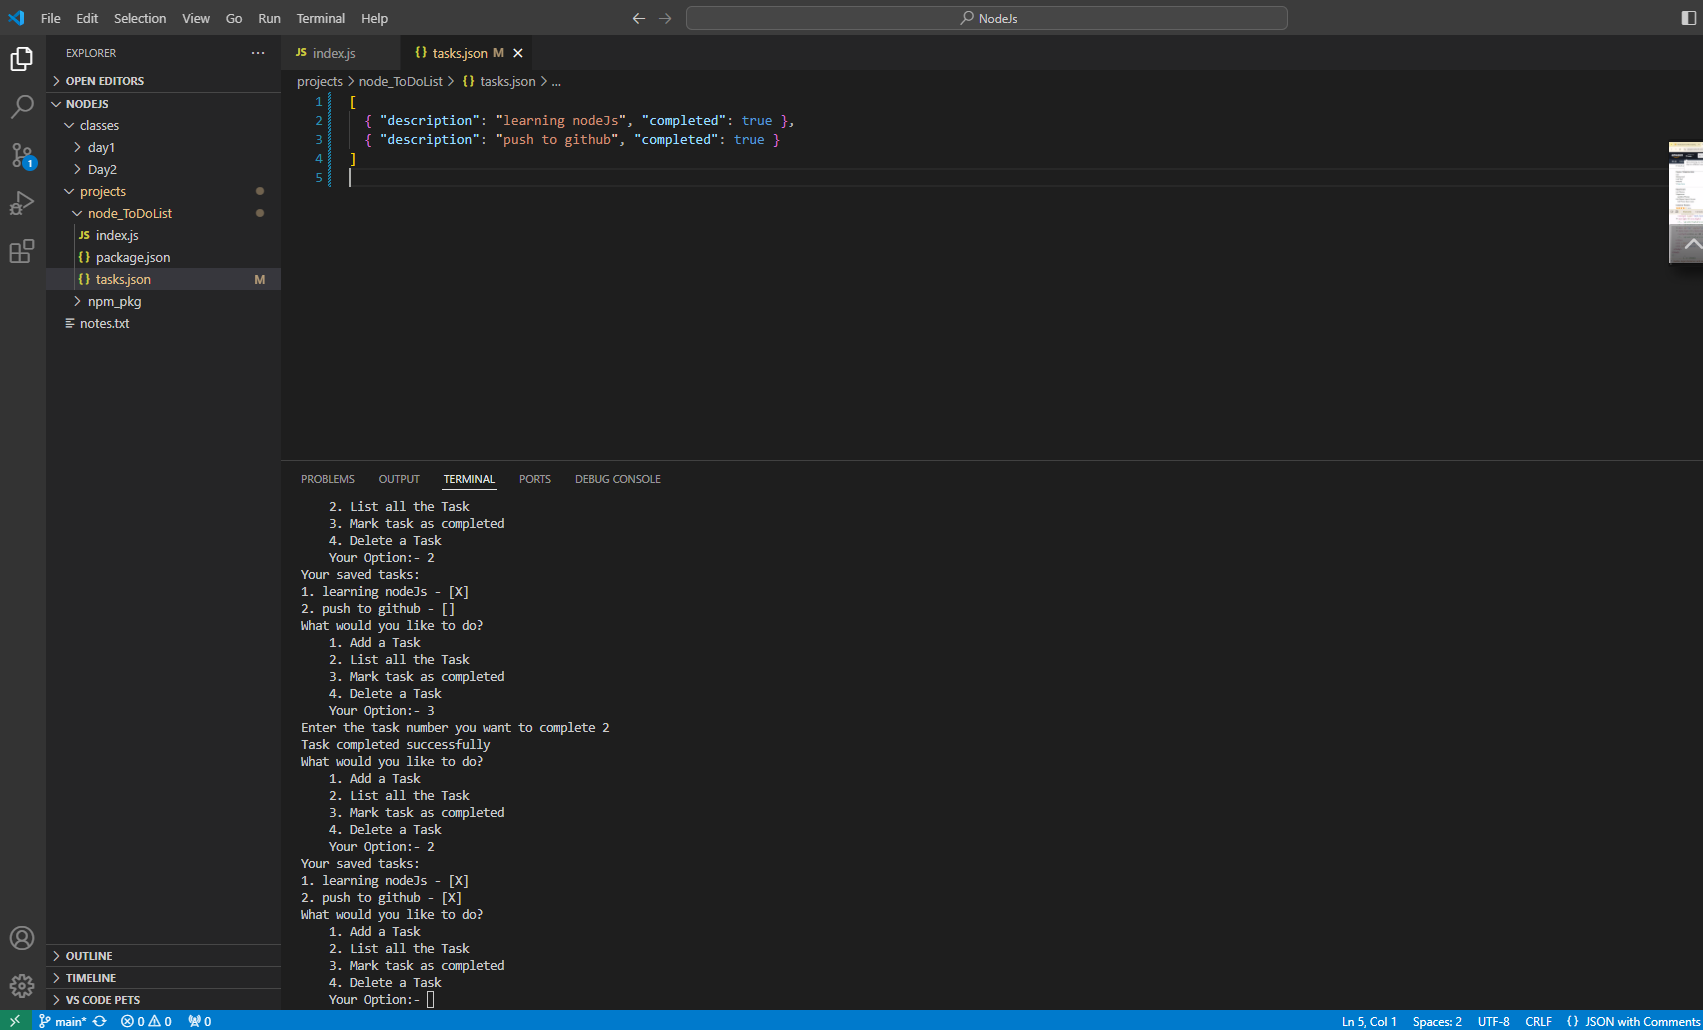 File Edit Selection View Go Run Terminal Help
NodeJs
EXPLORER
OPEN EDITORS
NODEJS
classes
day1
Day2
projects
node_ToDoList
JS index.js
{} package.json
{} tasks.json M
npm_pkg
notes.txt
OUTLINE
TIMELINE
VS CODE PETS
1
JS index.js {} tasks.json M
projects > node_ToDoList > {} tasks.json > ...
1 [
2 { "description": "learning nodeJs", "completed": true },
3 { "description": "push to github", "completed": true }
4 ]
5
PROBLEMS OUTPUT TERMINAL PORTS DEBUG CONSOLE
2. List all the Task
3. Mark task as completed
4. Delete a Task
Your Option:- 2
Your saved tasks:
1. learning nodeJs - [X]
2. push to github - []
What would you like to do?
1. Add a Task
2. List all the Task
3. Mark task as completed
4. Delete a Task
Your Option:- 3
Enter the task number you want to complete 2
Task completed successfully
What would you like to do?
1. Add a Task
2. List all the Task
3. Mark task as completed
4. Delete a Task
Your Option:- 2
Your saved tasks:
1. learning nodeJs - [X]
2. push to github - [X]
What would you like to do?
1. Add a Task
2. List all the Task
3. Mark task as completed
4. Delete a Task
Your Option:-
main* 0 0 0 Ln 5, Col 1 Spaces: 2 UTF-8 CRLF {} JSON with Comments